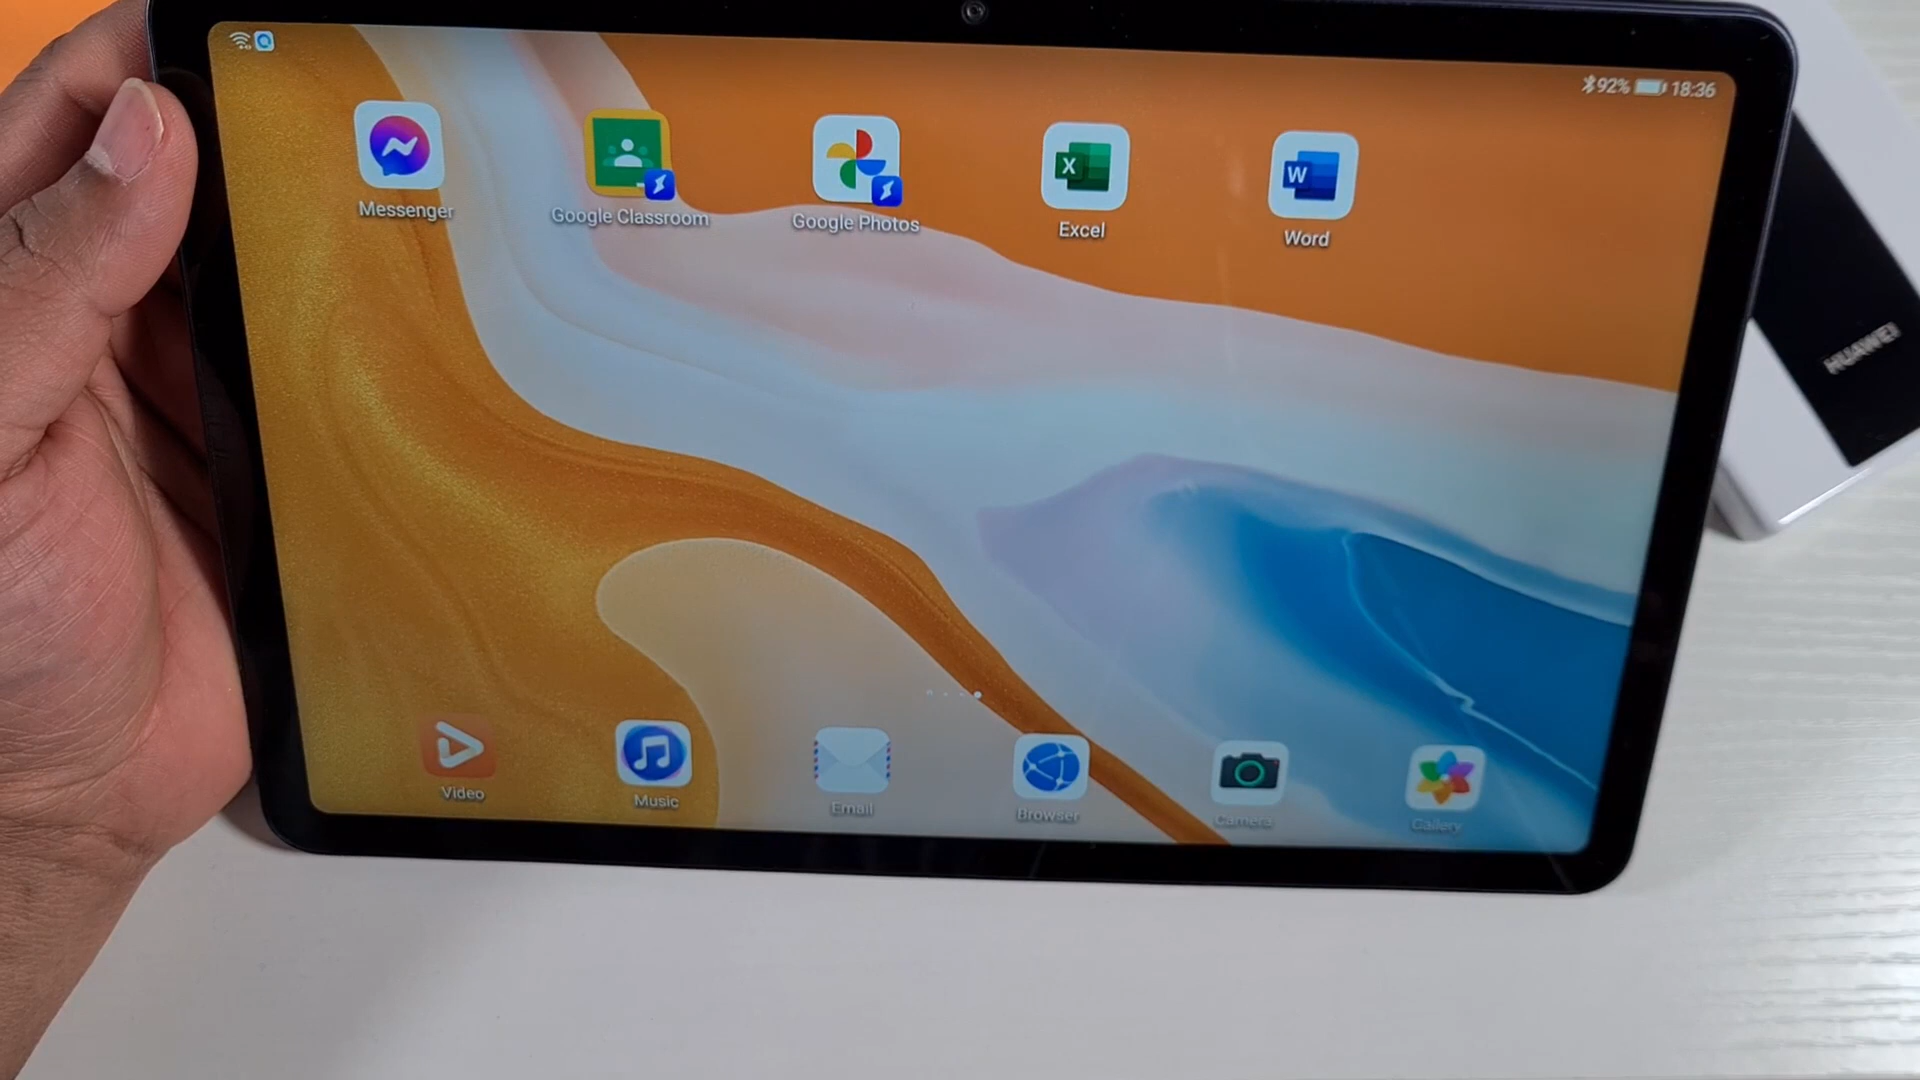 92% 18:36
Messenger
Google Classroom
Google Photos
X
Excel
W
Word
HUAWEI
Video
Music
Email
Browser
Camera
Gallery